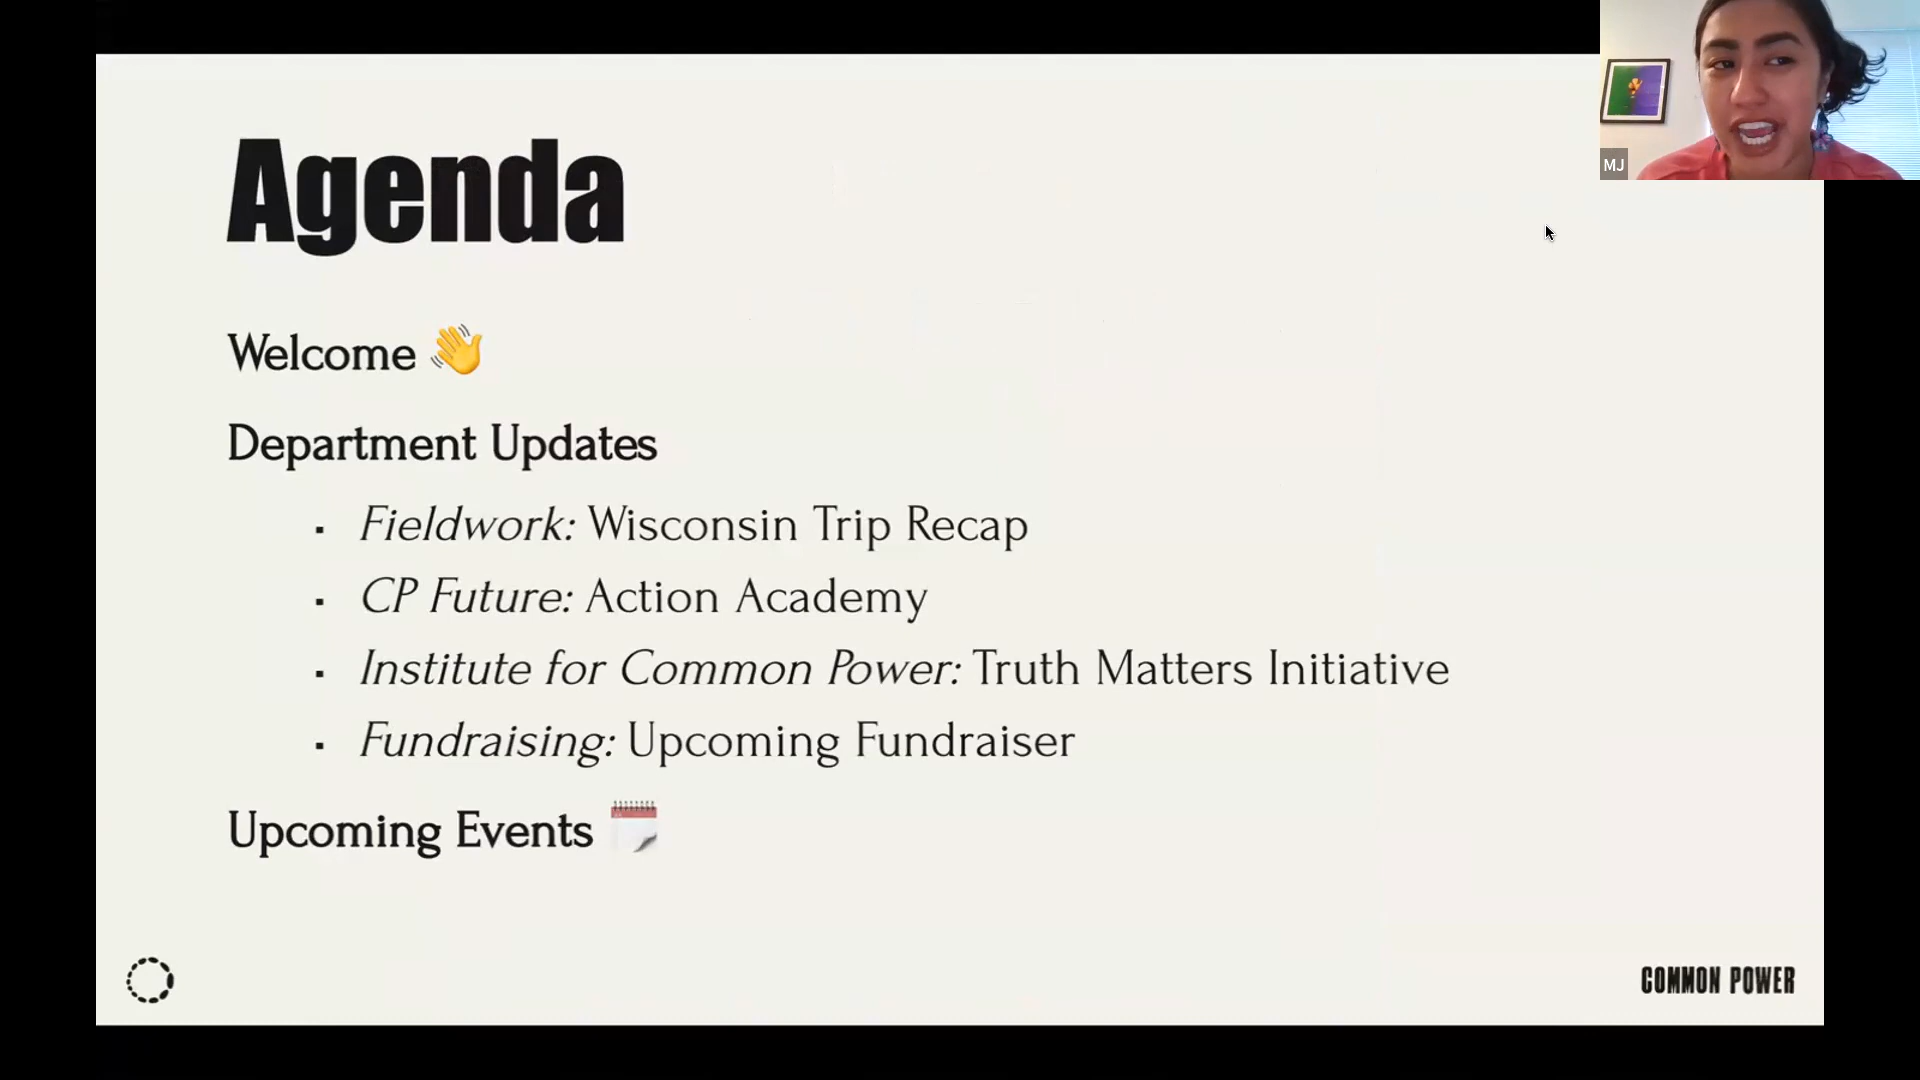 Agenda
MJ
Welcome 👋
Department Updates
▪ Fieldwork: Wisconsin Trip Recap
▪ CP Future: Action Academy
▪ Institute for Common Power: Truth Matters Initiative
▪ Fundraising: Upcoming Fundraiser
Upcoming Events 🗓
COMMON POWER